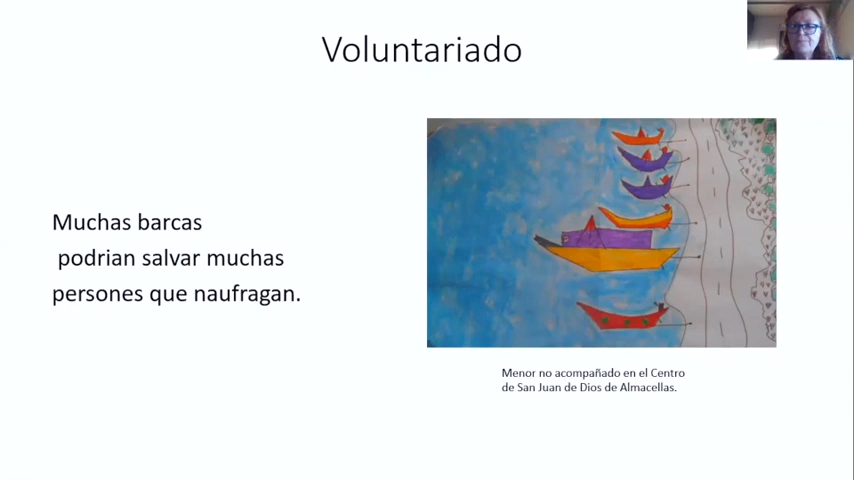 Voluntariado
Muchas barcas
podrian salvar muchas
persones que naufragan.
Menor no acompañado en el Centro
de San Juan de Dios de Almacellas.